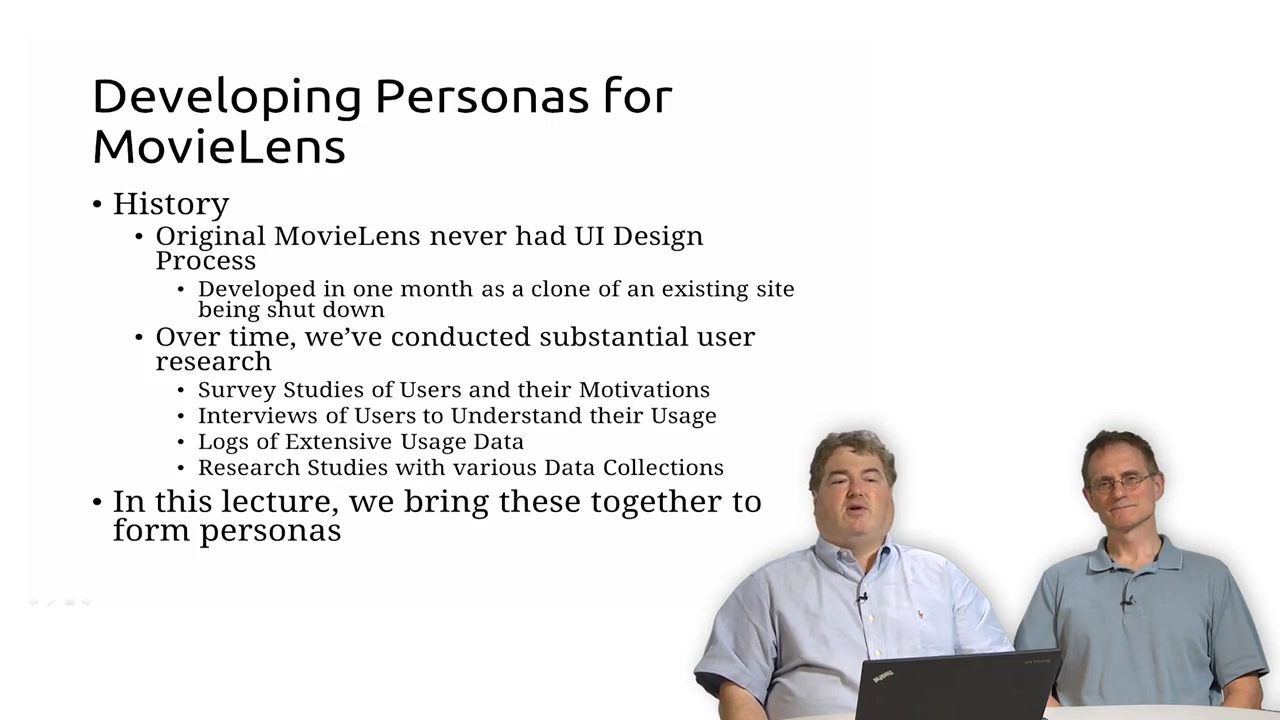 Developing Personas for
MovieLens
• History
• Original MovieLens never had UI Design
Process
• Developed in one month as a clone of an existing site
being shut down
• Over time, we’ve conducted substantial user
research
• Survey Studies of Users and their Motivations
• Interviews of Users to Understand their Usage
• Logs of Extensive Usage Data
• Research Studies with various Data Collections
• In this lecture, we bring these together to
form personas
ThinkPad